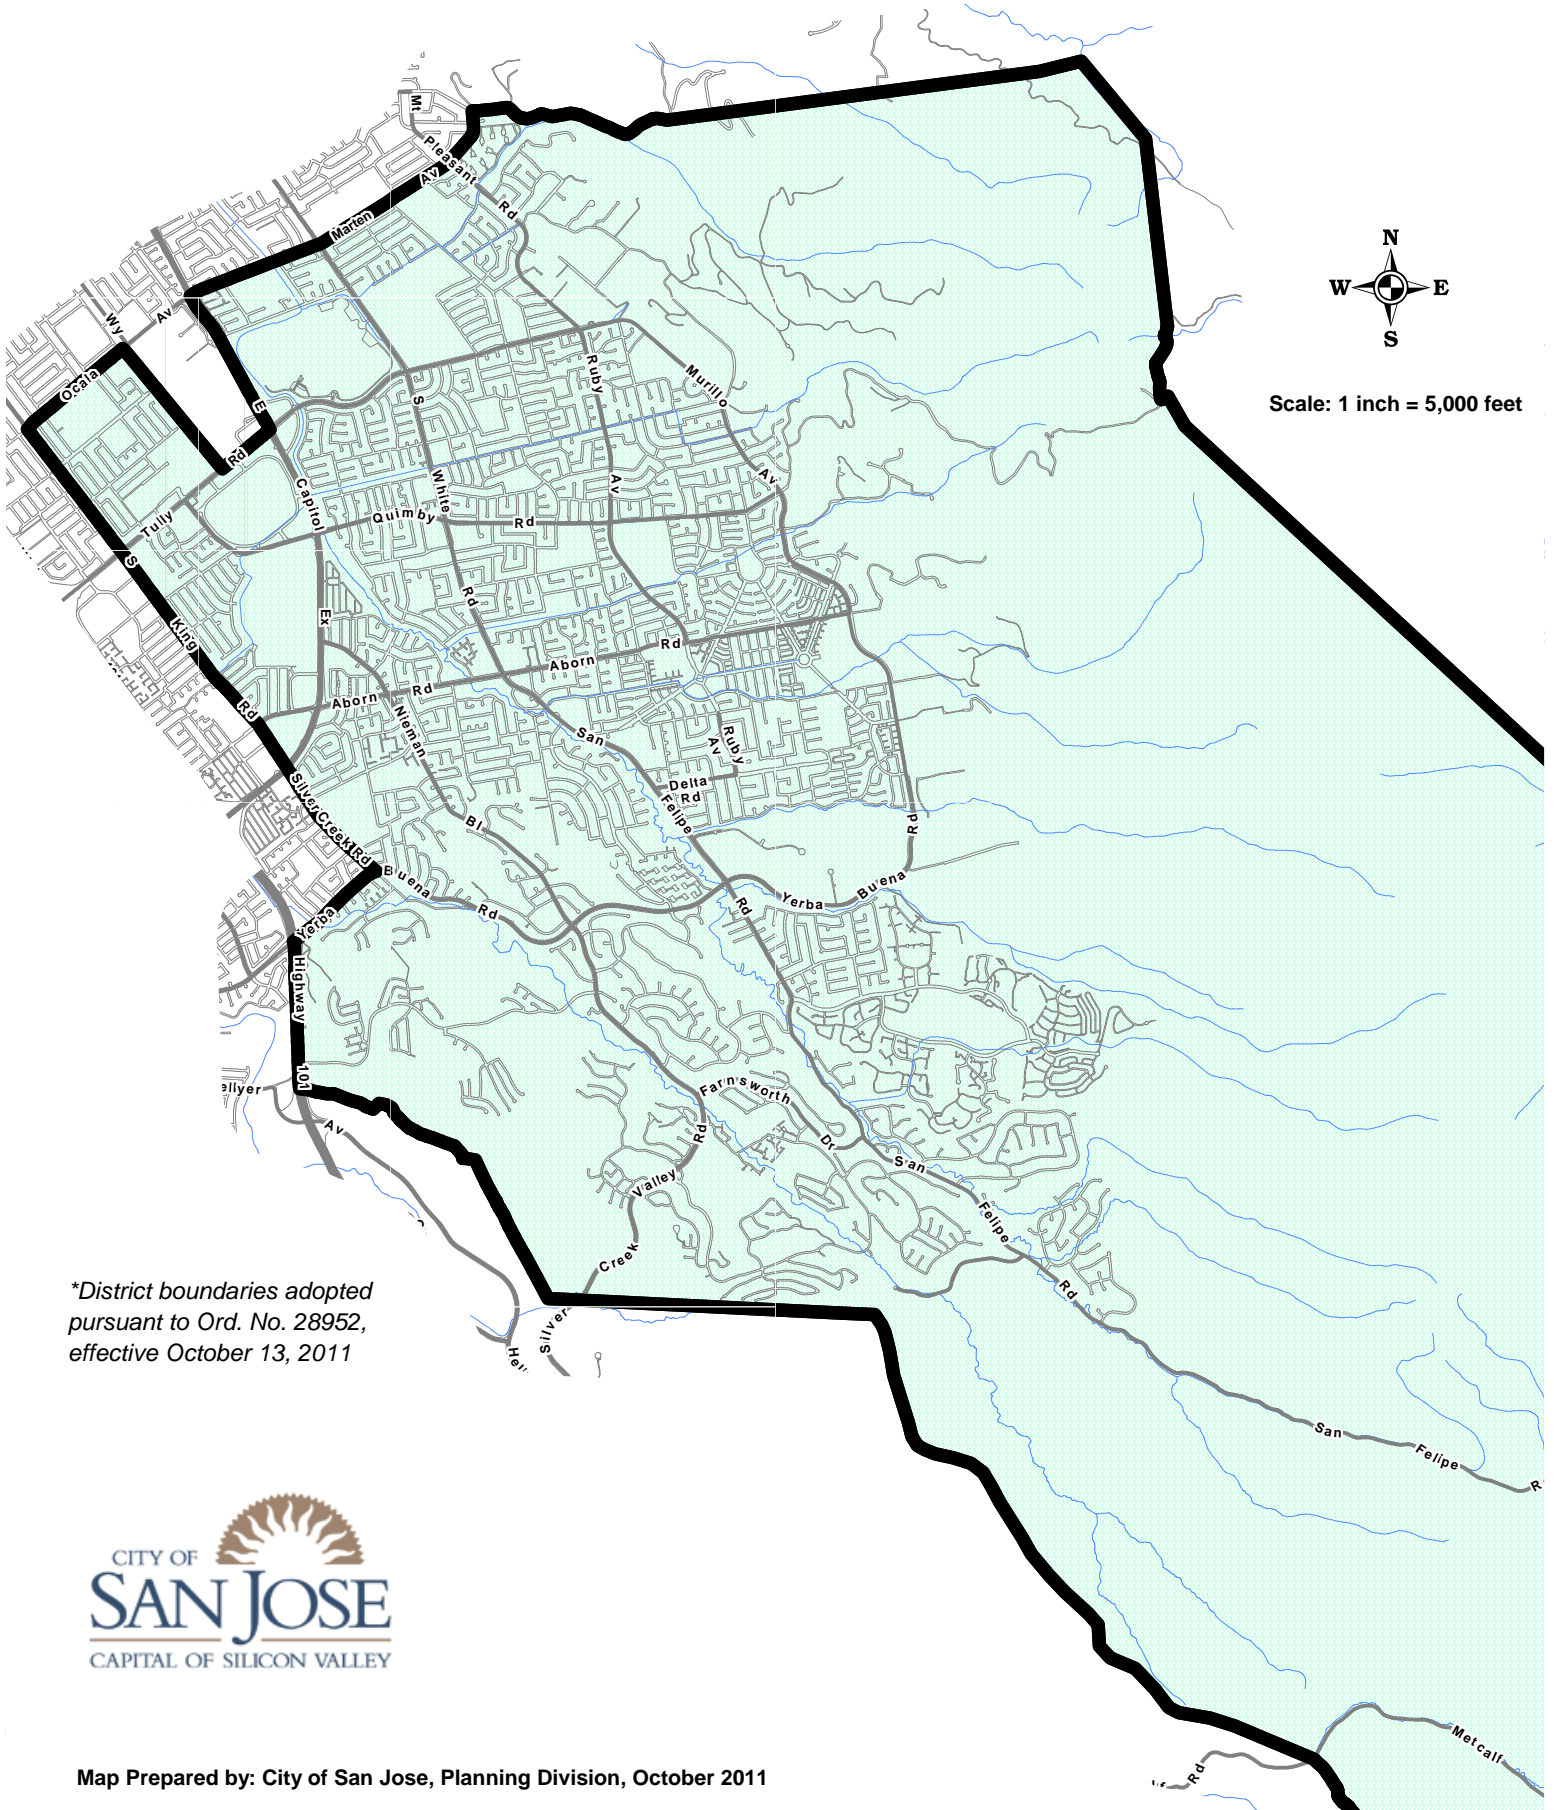 Mt
Pleasant
Rd
Marten
Av
N
W
E
S
Scale: 1 inch = 5,000 feet
Wy
Av
Ocala
E
Rd
Tully
S
King
Rd
Capitol
Ex
S
White
Rd
Quimby
Rd
Ruby
Av
Murillo
Av
Aborn
Rd
Aborn
Rd
Nieman
Bl
San
Felipe
Rd
Ruby
Av
Delta
Rd
Silver Creek Rd
Yerba
Buena
Rd
Yerba
Buena
Rd
Highway
101
ellyer
Av
Farnsworth
Dr
Rd
Valley
Creek
Silver
San
Felipe
Rd
San
Felipe
R
*District boundaries adopted
pursuant to Ord. No. 28952,
effective October 13, 2011
CITY OF
SAN JOSE
CAPITAL OF SILICON VALLEY
Metcalf
Rd
Map Prepared by: City of San Jose, Planning Division, October 2011